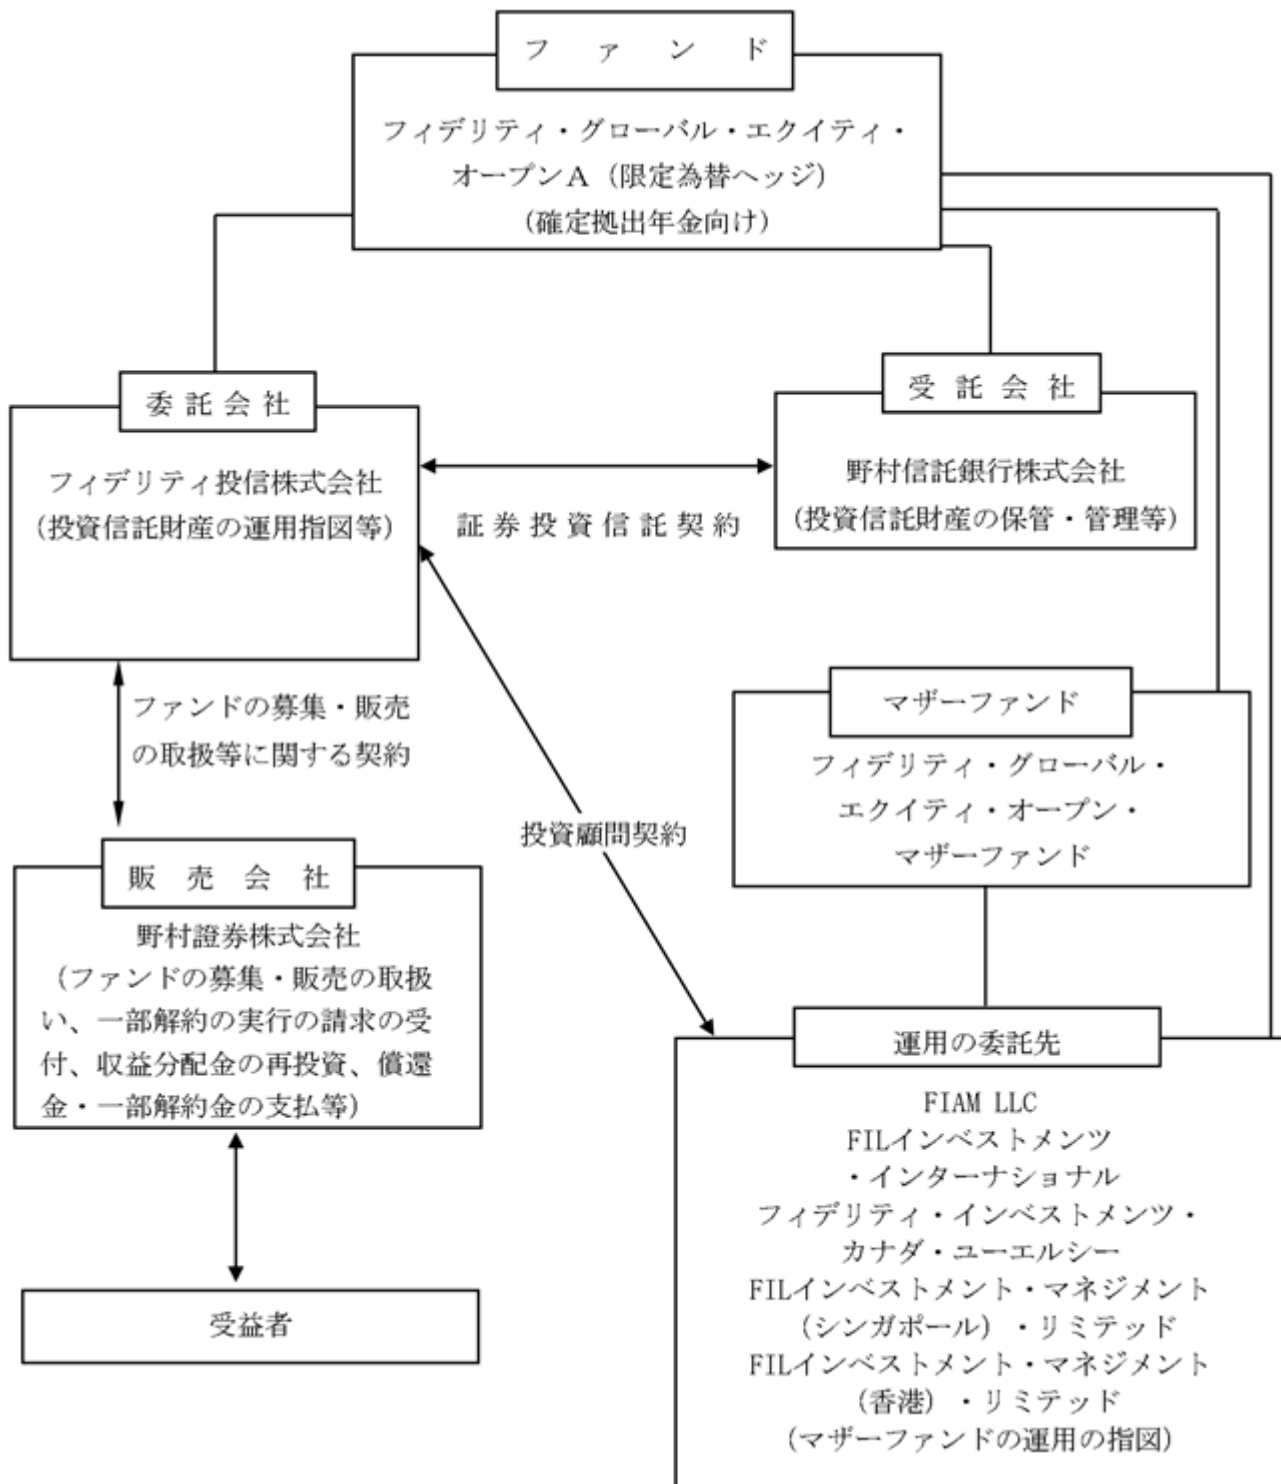 ファンド
フィデリティ・グローバル・エクイティ・
オープンＡ（限定為替ヘッジ）
（確定拠出年金向け）
委託会社
フィデリティ投信株式会社
（投資信託財産の運用指図等）
証券投資信託契約
受託会社
野村信託銀行株式会社
（投資信託財産の保管・管理等）
ファンドの募集・販売
の取扱等に関する契約
投資顧問契約
マザーファンド
フィデリティ・グローバル・
エクイティ・オープン・
マザーファンド
販売会社
野村證券株式会社
（ファンドの募集・販売の取扱
い、一部解約の実行の請求の受
付、収益分配金の再投資、償還
金・一部解約金の支払等）
受益者
運用の委託先
FIAM LLC
FILインベストメンツ
・インターナショナル
フィデリティ・インベストメンツ・
カナダ・ユーエルシー
FILインベストメント・マネジメント
（シンガポール）・リミテッド
FILインベストメント・マネジメント
（香港）・リミテッド
（マザーファンドの運用の指図）